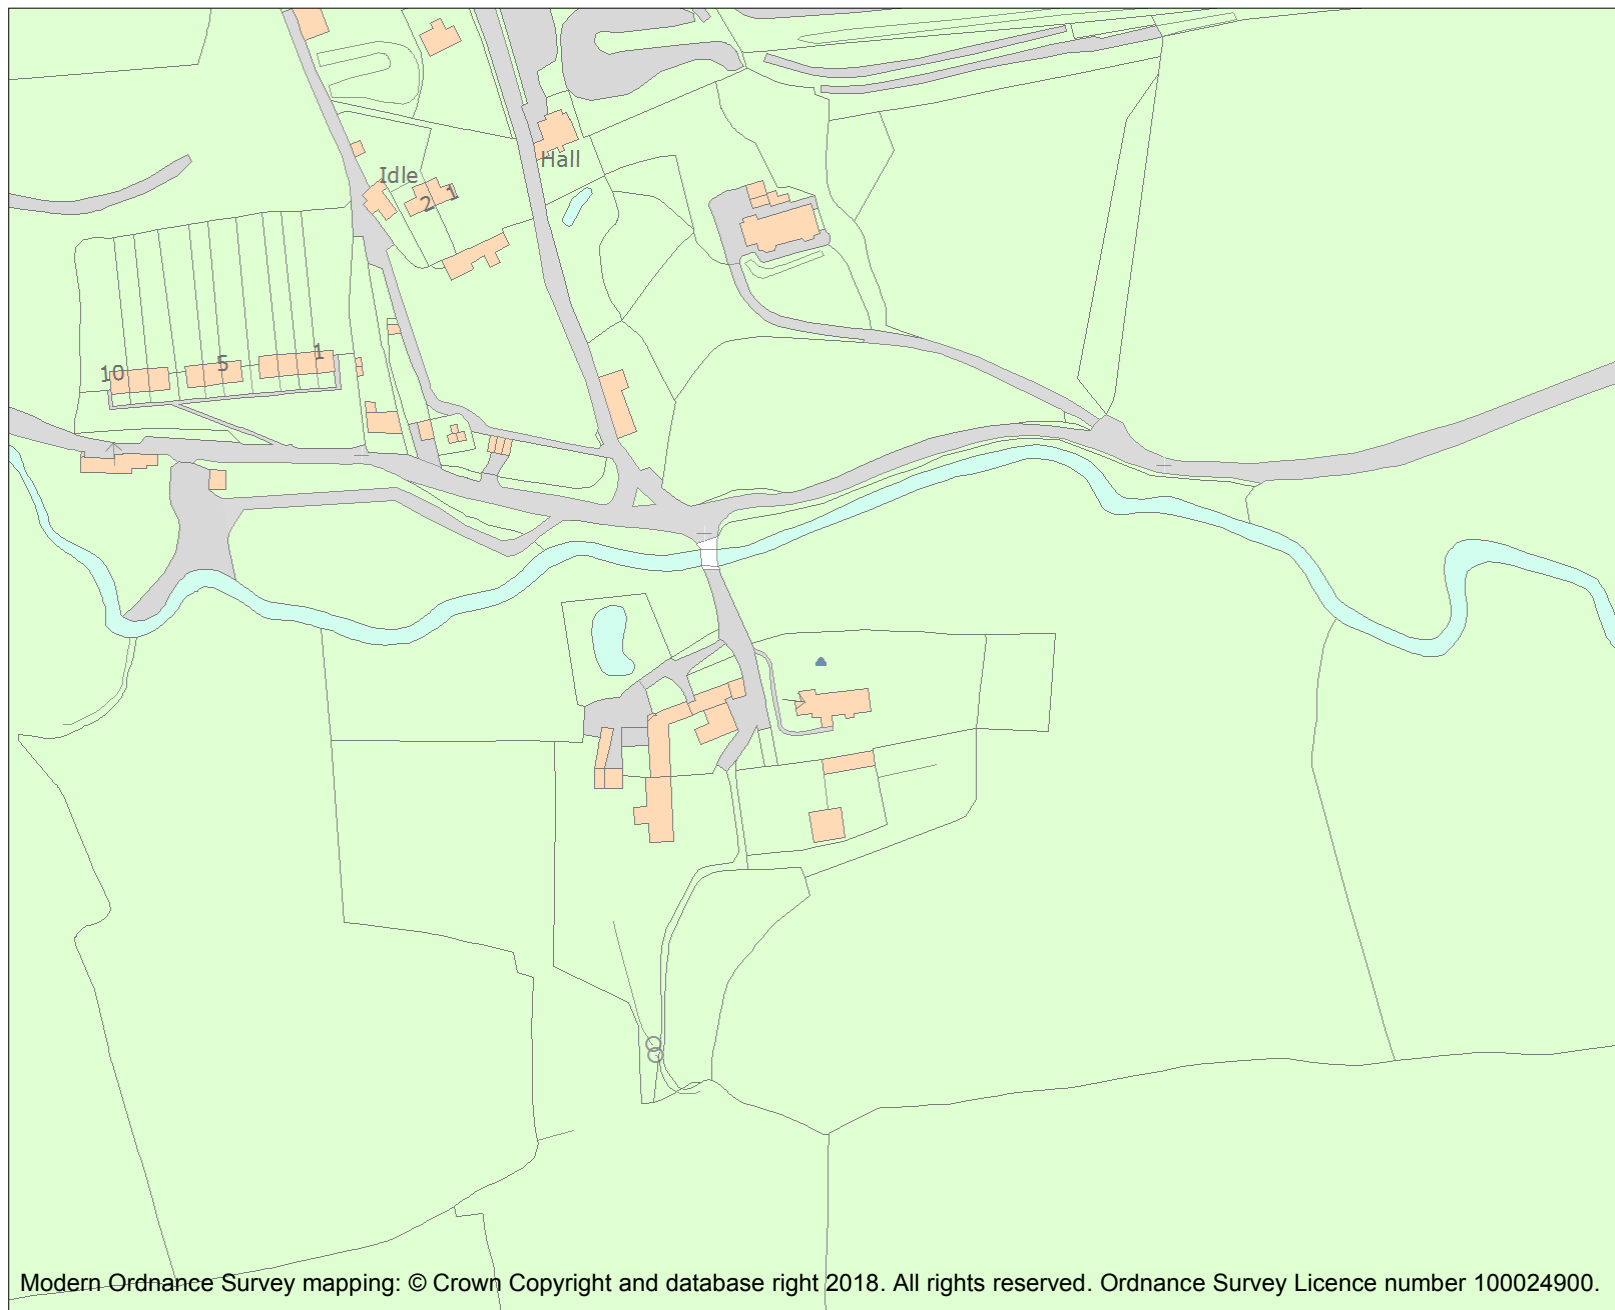 Hall
Idle
2 1
10 5 1
Modern Ordnance Survey mapping: © Crown Copyright and database right 2018. All rights reserved. Ordnance Survey Licence number 100024900.